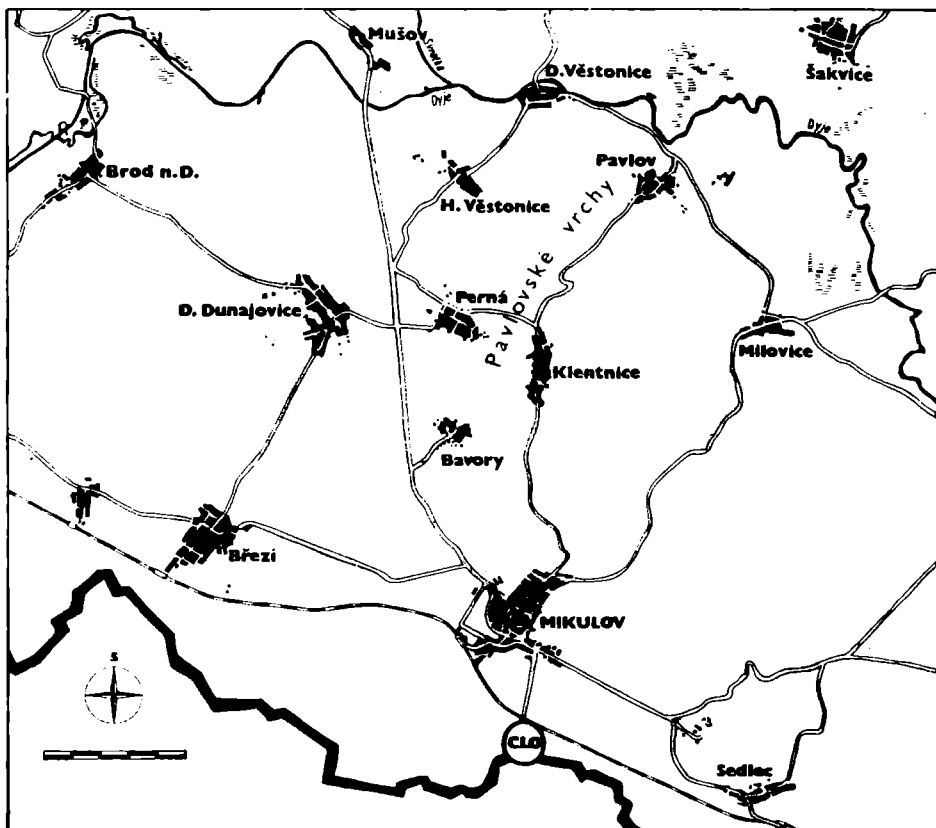 Mušov
D.Věstonice
Šakvice
Dyje
Dyje
Brod n.D.
Pavlov
H. Věstonice
Pavlovské vrchy
D. Dunajovice
Perná
Milovice
Klentnice
Bavory
Březí
MIKULOV
S
CLO
Sedlec